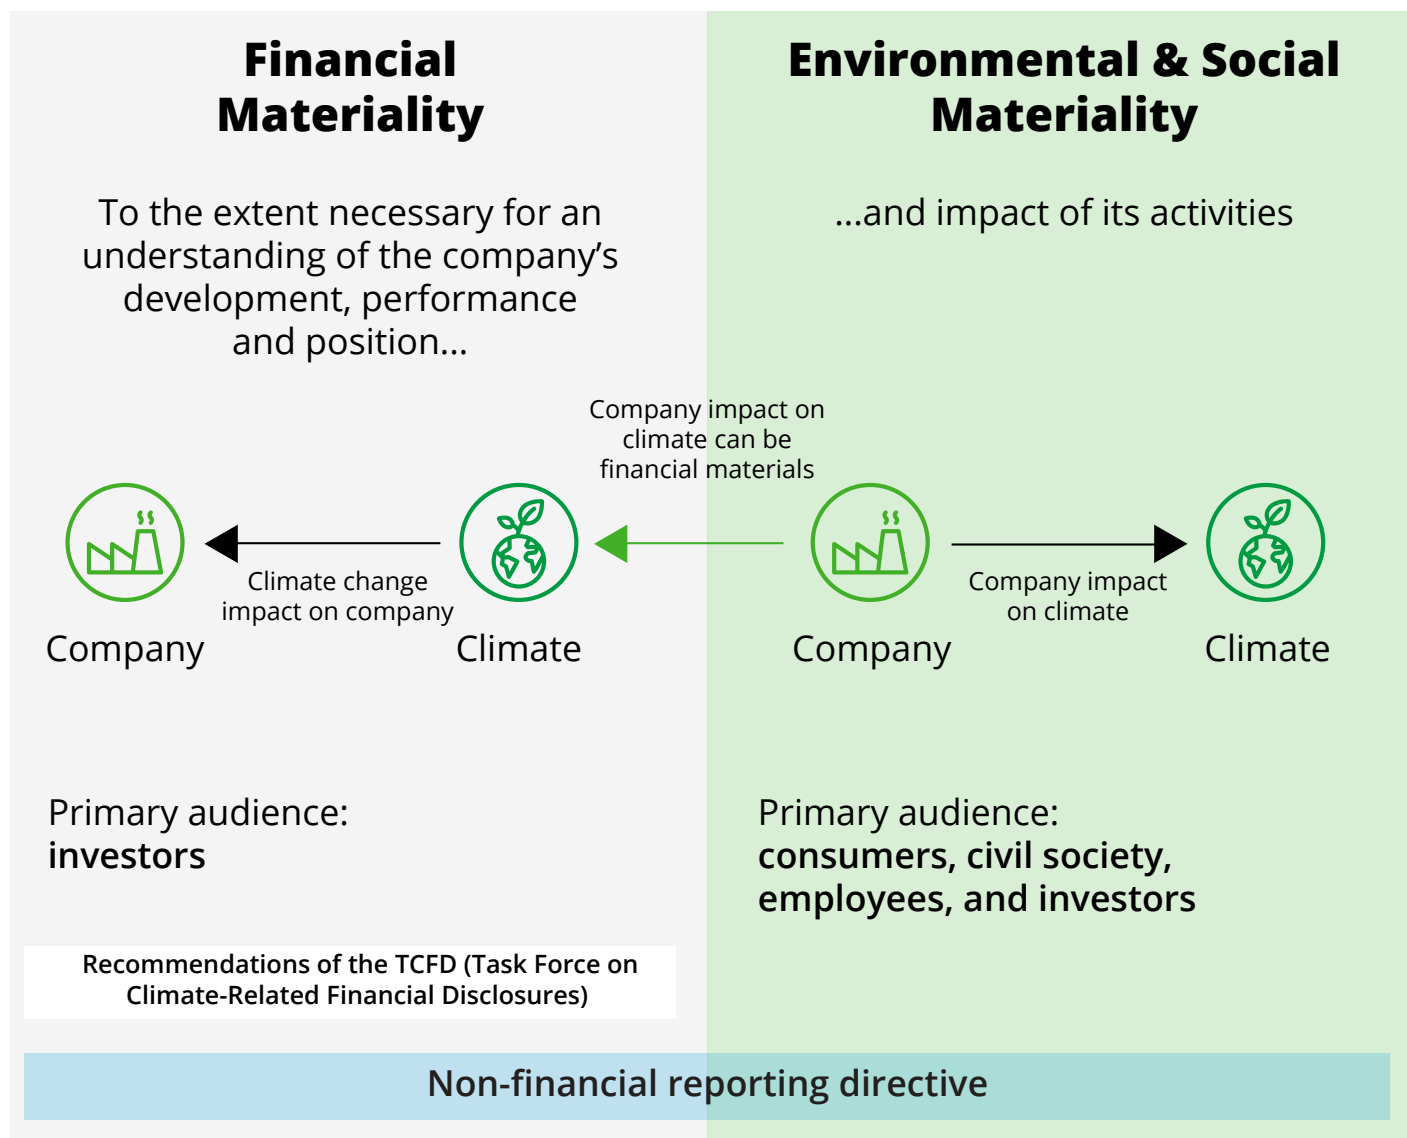 Financial
Materiality
To the extent necessary for an
understanding of the company’s
development, performance
and position...
Environmental & Social
Materiality
...and impact of its activities
Company impact on
climate can be
financial materials
Climate change
impact on company
Company
Climate
Company impact
on climate
Company
Climate
Primary audience:
investors
Primary audience:
consumers, civil society,
employees, and investors
Recommendations of the TCFD (Task Force on
Climate-Related Financial Disclosures)
Non-financial reporting directive